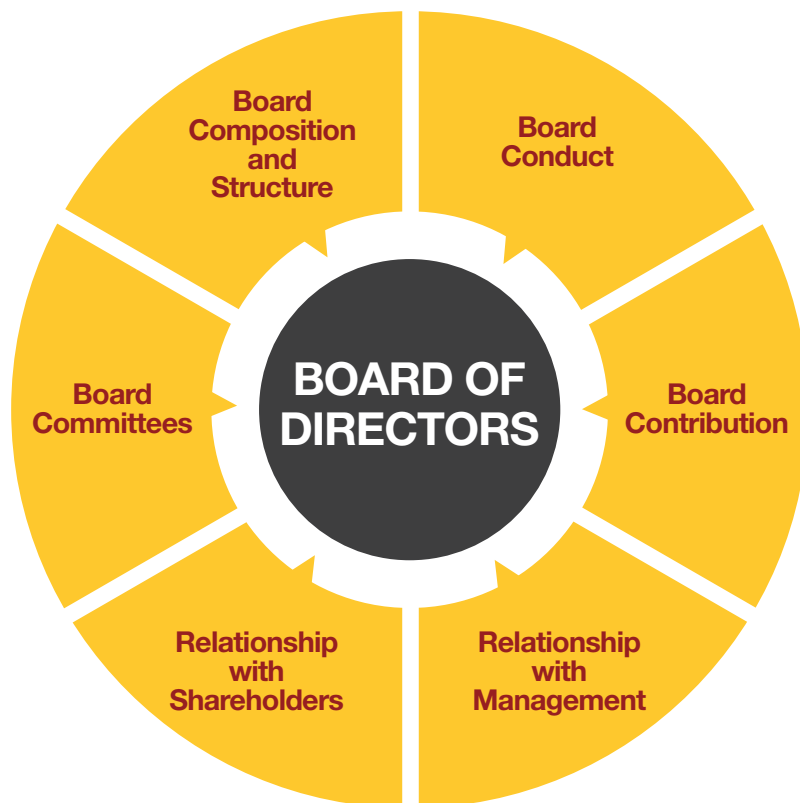 Board
Composition
and
Structure
Board
Conduct
Board
Committees
BOARD OF
DIRECTORS
Board
Contribution
Relationship
with
Shareholders
Relationship
with
Management